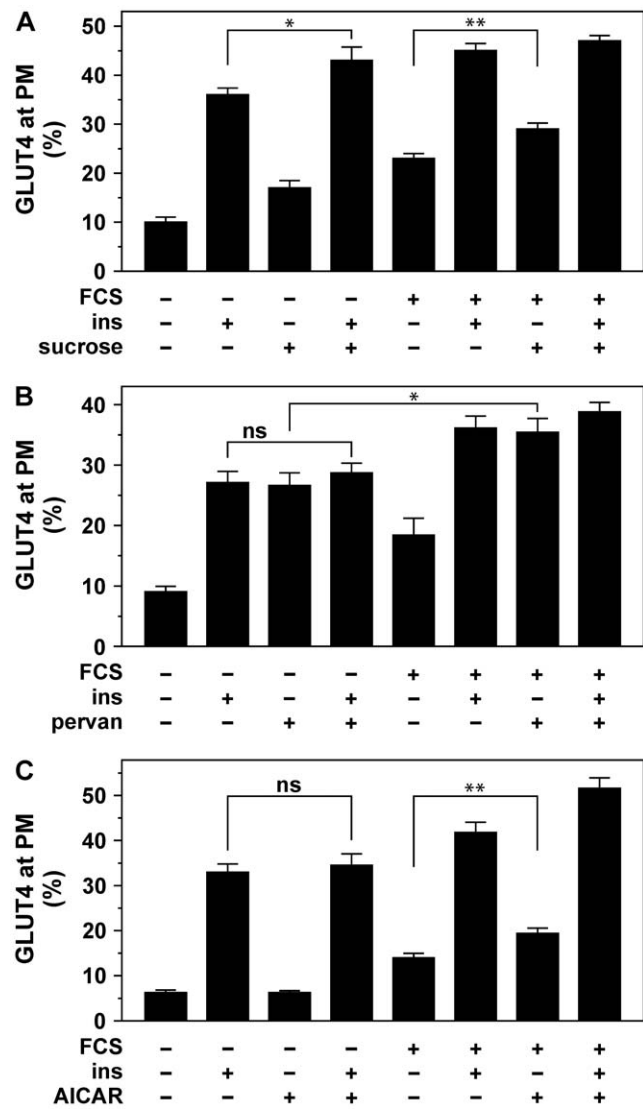 A
GLUT4 at PM
(%)
50
40
30
20
10
0
*
**
FCS – – – – + + + +
ins – + – + – + – +
sucrose – – + + – – + +
B
GLUT4 at PM
(%)
40
30
20
10
0
ns
*
FCS – – – – + + + +
ins – + – + – + – +
pervan – – + + – – + +
C
GLUT4 at PM
(%)
50
40
30
20
10
0
ns
**
FCS – – – – + + + +
ins – + – + – + – +
AICAR – – + + – – + +